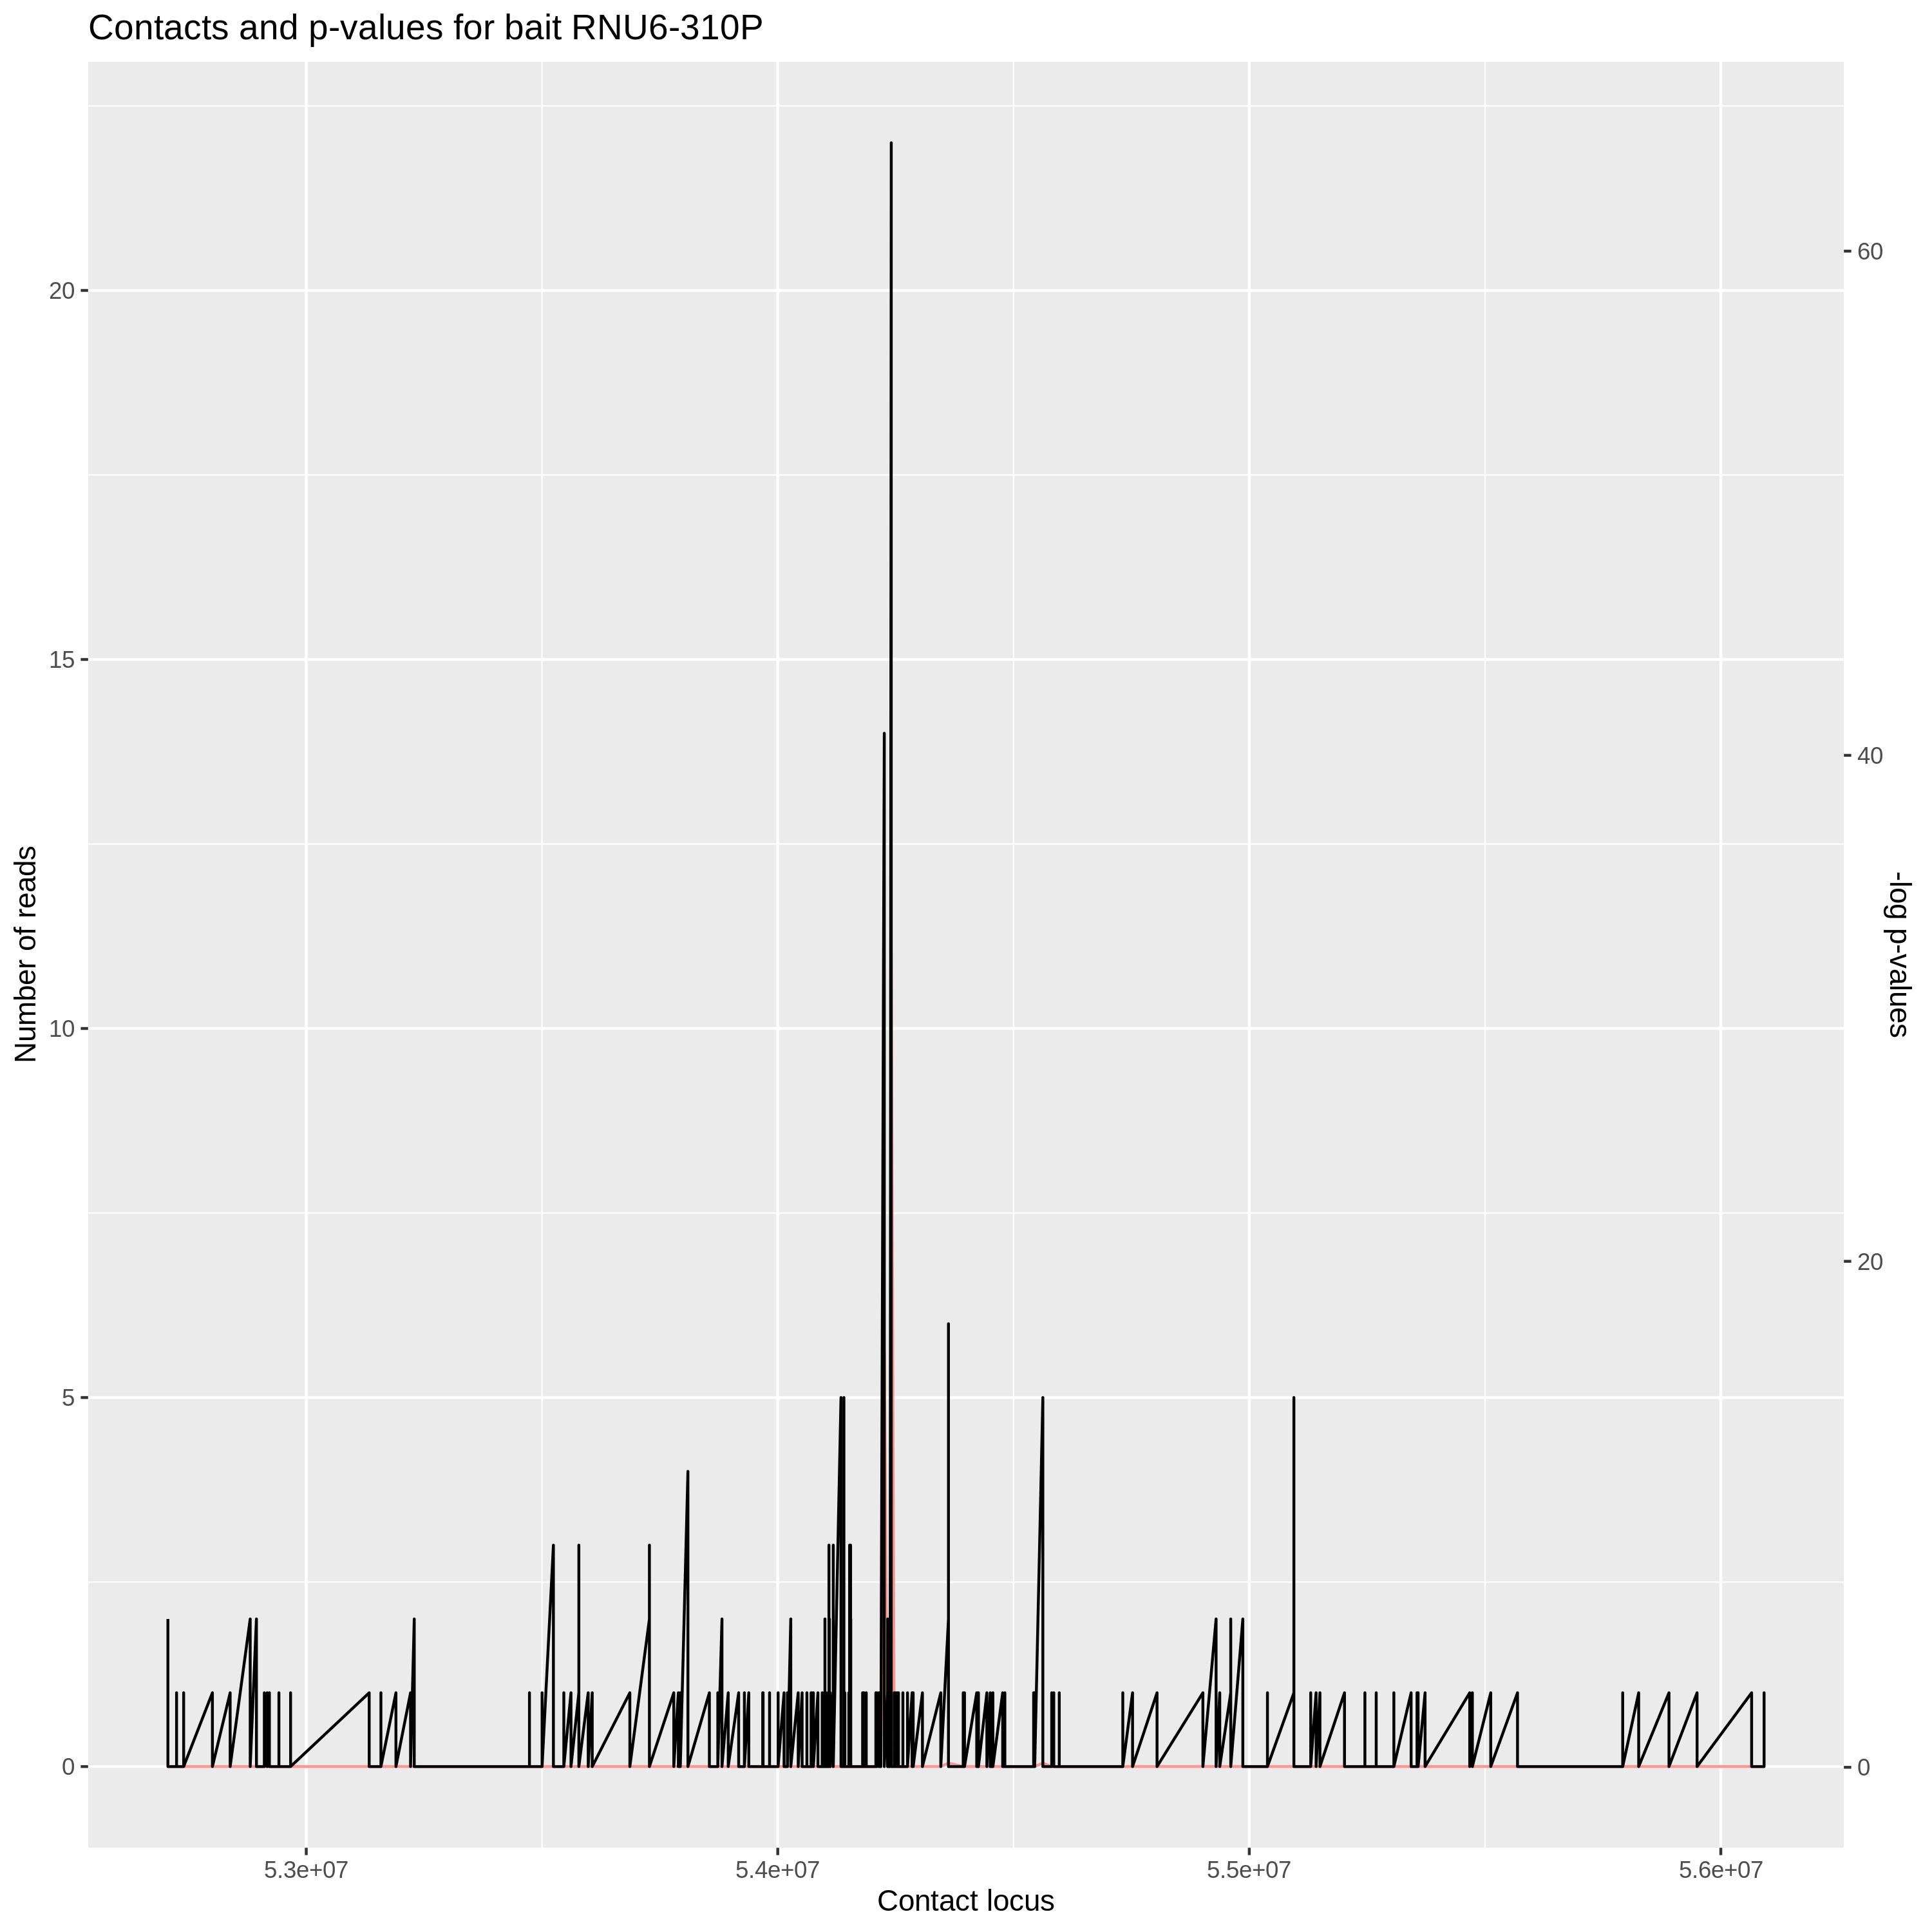 Contacts and p-values for bait RNU6-310P
20
15
10
5
0
Number of reads
60
40
20
0
-log p-values
5.3e+07
5.4e+07
5.5e+07
5.6e+07
Contact locus